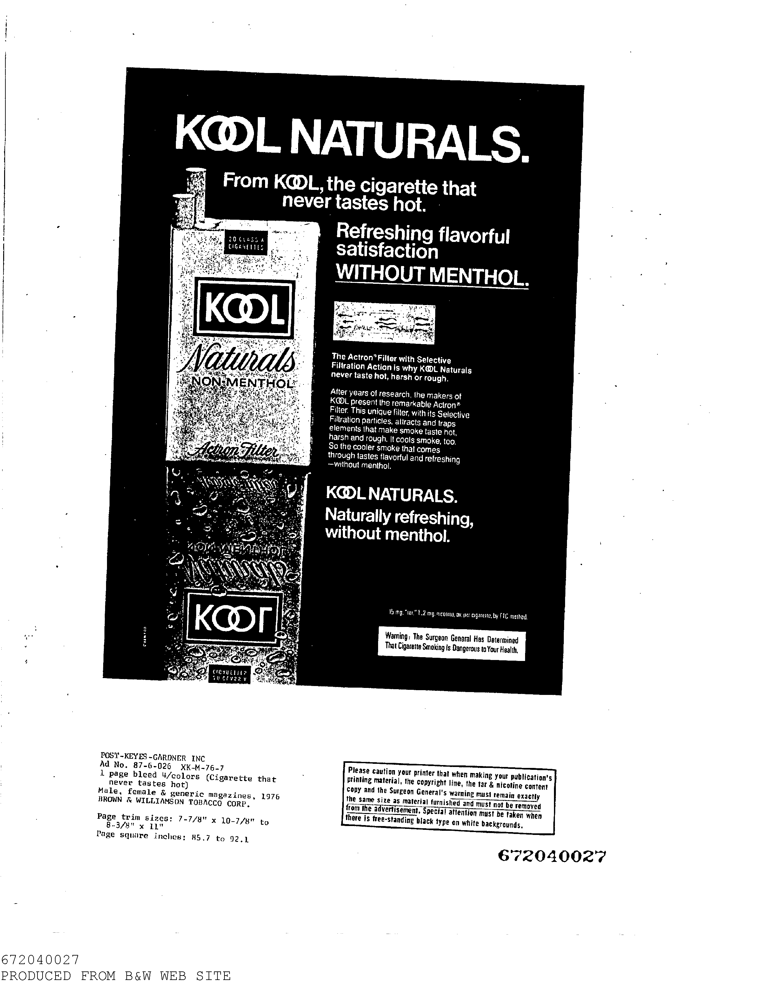 KOOL NATURALS.
From KOOL, the cigarette that
never tastes hot.
Refreshing flavorful
satisfaction
WITHOUT MENTHOL.
20 CLASS A
CIGARETTES
KOOL
Naturals
NON-MENTHOL
Actron Filter
The Actron® Filter with Selective
Filtration Action is why KOOL Naturals
never taste hot, harsh or rough.
After years of research, the makers of
KOOL present the remarkable Actron®
Filter. This unique filter, with its Selective
Filtration particles, attracts and traps
elements that make smoke taste hot,
harsh and rough. It cools smoke, too.
So the cooler smoke that comes
through tastes flavorful and refreshing
—without menthol.
KOOL NATURALS.
Naturally refreshing,
without menthol.
NON-MENTHOL
Naturals
KOOL
15 mg. "tar," 1.2 mg. nicotine, av. per cigarette, by FTC method.
Warning: The Surgeon General Has Determined
That Cigarette Smoking Is Dangerous to Your Health.
POST-KEYES-GARDNER INC
Ad No. 87-6-026 XK-M-76-7
1 page bleed 4/colors (Cigarette that
never tastes hot)
Male, female & generic magazines, 1976
BROWN & WILLIAMSON TOBACCO CORP.
Page trim sizes: 7-7/8" x 10-7/8" to
8-3/8" x 11"
Page square inches: 85.7 to 92.1
Please caution your printer that when making your publication's
printing material, the copyright line, the tar & nicotine content
copy and the Surgeon General's warning must remain exactly
the same size as material furnished and must not be removed
from the advertisement. Special attention must be taken when
there is free-standing black type on white backgrounds.
672040027
672040027
PRODUCED FROM B&W WEB SITE